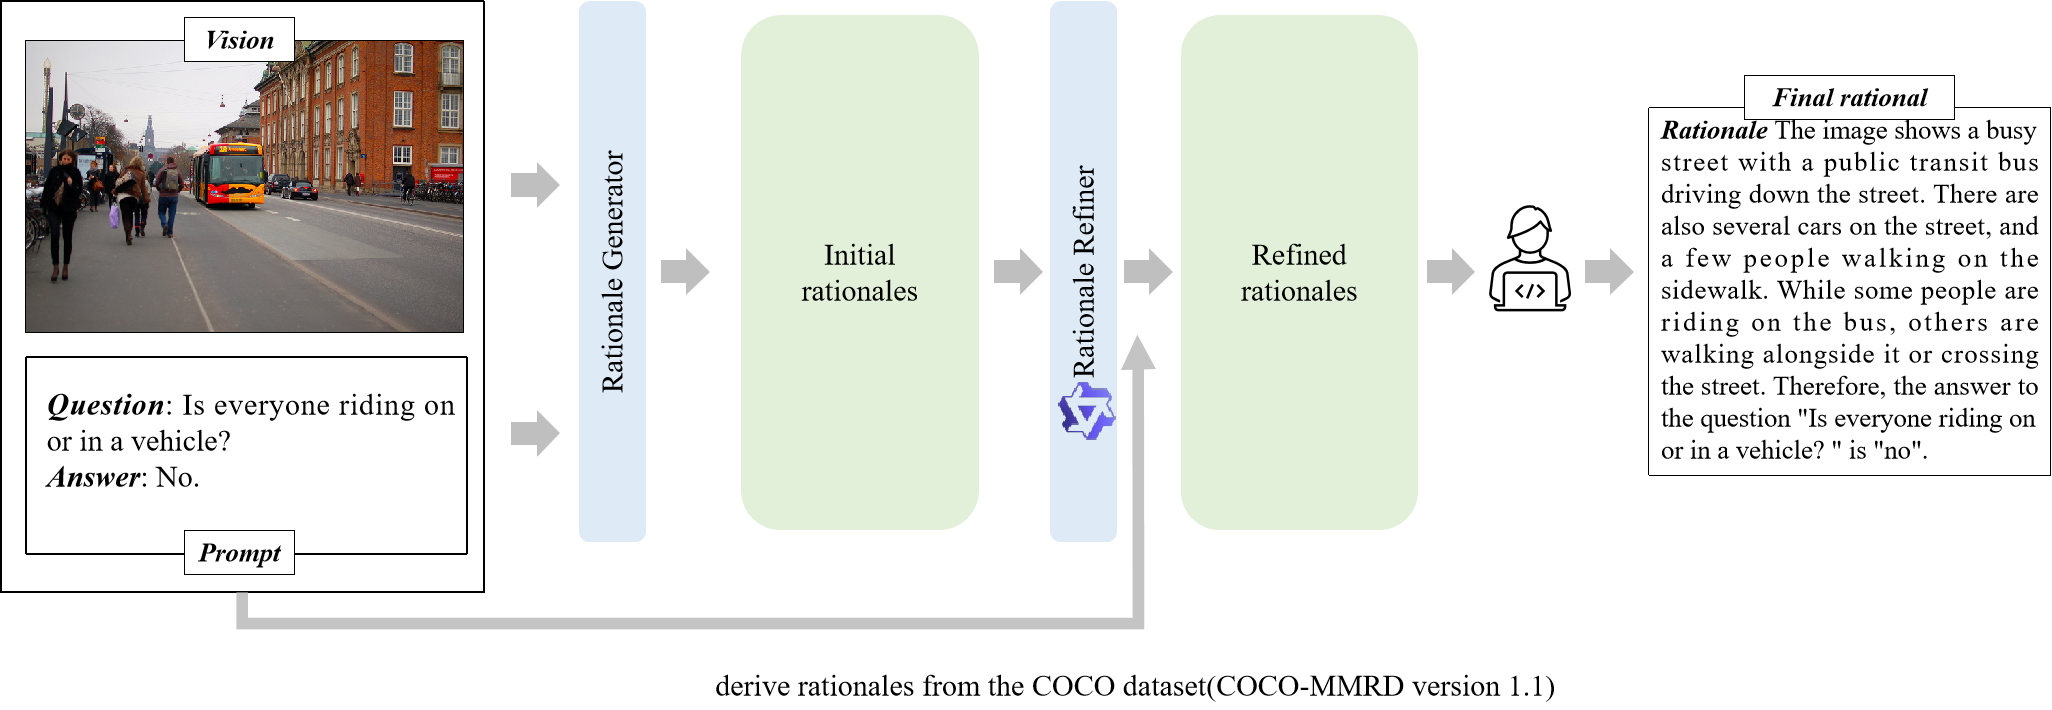 Vision
Question: Is everyone riding on
or in a vehicle?
Answer: No.
Prompt
Rationale Generator
Initial
rationales
Rationale Refiner
Refined
rationales
</>
Final rational
Rationale The image shows a busy
street with a public transit bus
driving down the street. There are
also several cars on the street, and
a few people walking on the
sidewalk. While some people are
riding on the bus, others are
walking alongside it or crossing
the street. Therefore, the answer to
the question "Is everyone riding on
or in a vehicle? " is "no".
derive rationales from the COCO dataset(COCO-MMRD version 1.1)